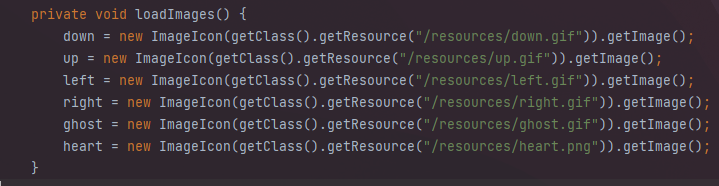 private void loadImages() {
down = new ImageIcon(getClass().getResource("/resources/down.gif")).getImage();
up = new ImageIcon(getClass().getResource("/resources/up.gif")).getImage();
left = new ImageIcon(getClass().getResource("/resources/left.gif")).getImage();
right = new ImageIcon(getClass().getResource("/resources/right.gif")).getImage();
ghost = new ImageIcon(getClass().getResource("/resources/ghost.gif")).getImage();
heart = new ImageIcon(getClass().getResource("/resources/heart.png")).getImage();
}